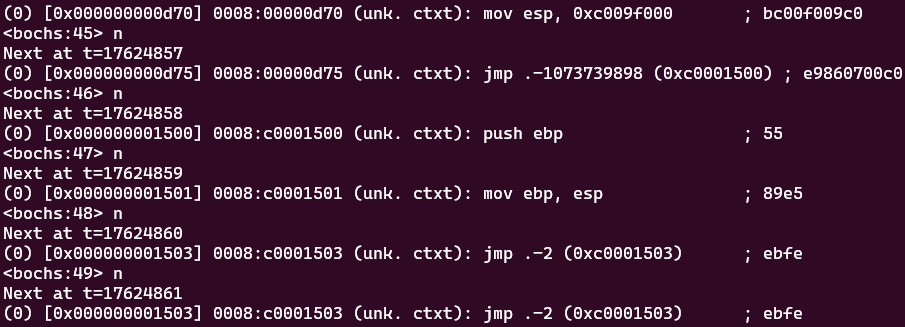 (0) [0x000000000d70] 0008:00000d70 (unk. ctxt): mov esp, 0xc009f000       ; bc00f009c0
<bochs:45> n
Next at t=17624857
(0) [0x000000000d75] 0008:00000d75 (unk. ctxt): jmp .-1073739898 (0xc0001500) ; e9860700c0
<bochs:46> n
Next at t=17624858
(0) [0x000000001500] 0008:c0001500 (unk. ctxt): push ebp                  ; 55
<bochs:47> n
Next at t=17624859
(0) [0x000000001501] 0008:c0001501 (unk. ctxt): mov ebp, esp              ; 89e5
<bochs:48> n
Next at t=17624860
(0) [0x000000001503] 0008:c0001503 (unk. ctxt): jmp .-2 (0xc0001503)      ; ebfe
<bochs:49> n
Next at t=17624861
(0) [0x000000001503] 0008:c0001503 (unk. ctxt): jmp .-2 (0xc0001503)      ; ebfe